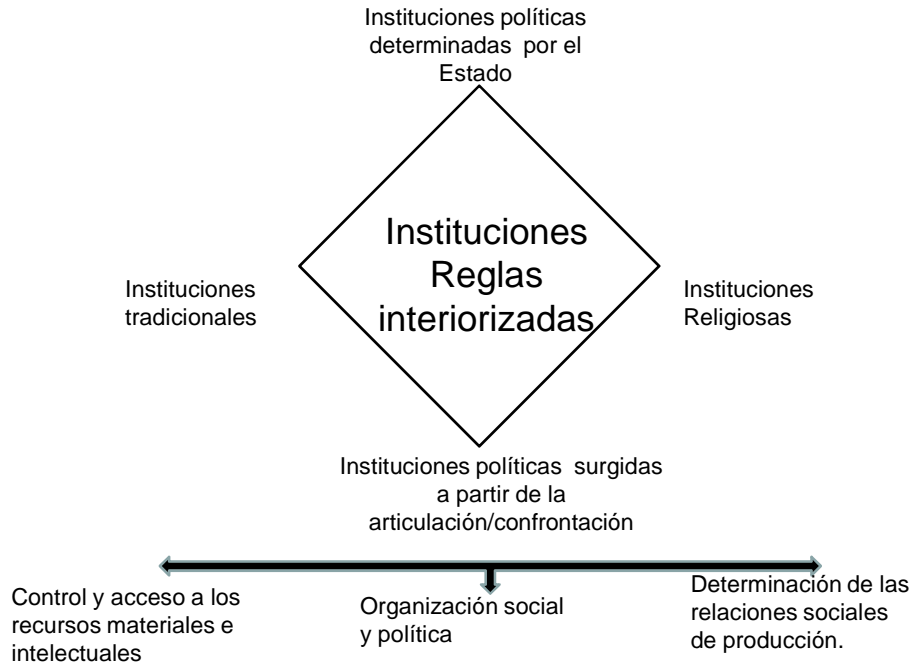 Instituciones políticas
determinadas por el
Estado
Instituciones
Reglas
interiorizadas
Instituciones
tradicionales
Instituciones
Religiosas
Instituciones políticas surgidas
a partir de la
articulación/confrontación
Control y acceso a los
recursos materiales e
intelectuales
Organización social
y política
Determinación de las
relaciones sociales
de producción.